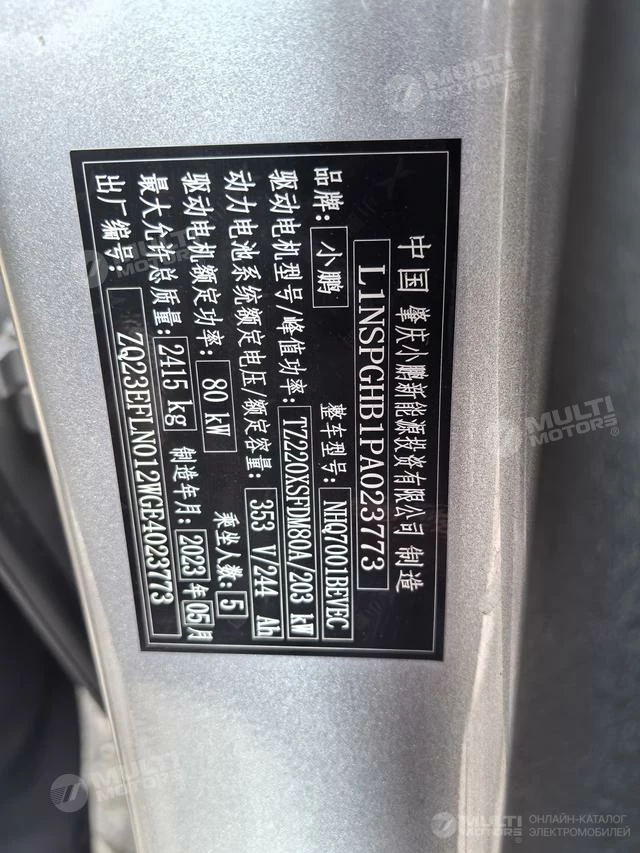 中国 肇庆小鹏新能源投资有限公司 制造
L1NSPGHB1PA023773
品牌: 小鹏 整车型号: NHQ7001BEVEC
驱动电机型号/峰值功率: TZ220XSFDM80A/203 kW
动力电池系统额定电压/额定容量: 353 V/244 Ah
驱动电机额定功率: 80 kW 乘坐人数: 5
最大允许总质量: 2415 kg 制造年月: 2023 年 05 月
出厂编号: ZQ23EFLN012WGB4023773
MULTI MOTORS
MULTI MOTORS
MULTI MOTORS
MULTI MOTORS
MULTI MOTORS
MULTI MOTORS ОНЛАЙН-КАТАЛОГ ЭЛЕКТРОМОБИЛЕЙ